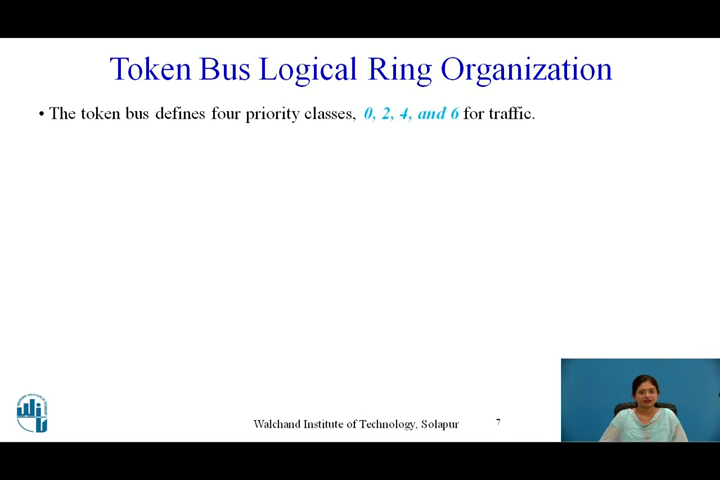 Token Bus Logical Ring Organization
• The token bus defines four priority classes, 0, 2, 4, and 6 for traffic.
Walchand Institute of Technology, Solapur
7